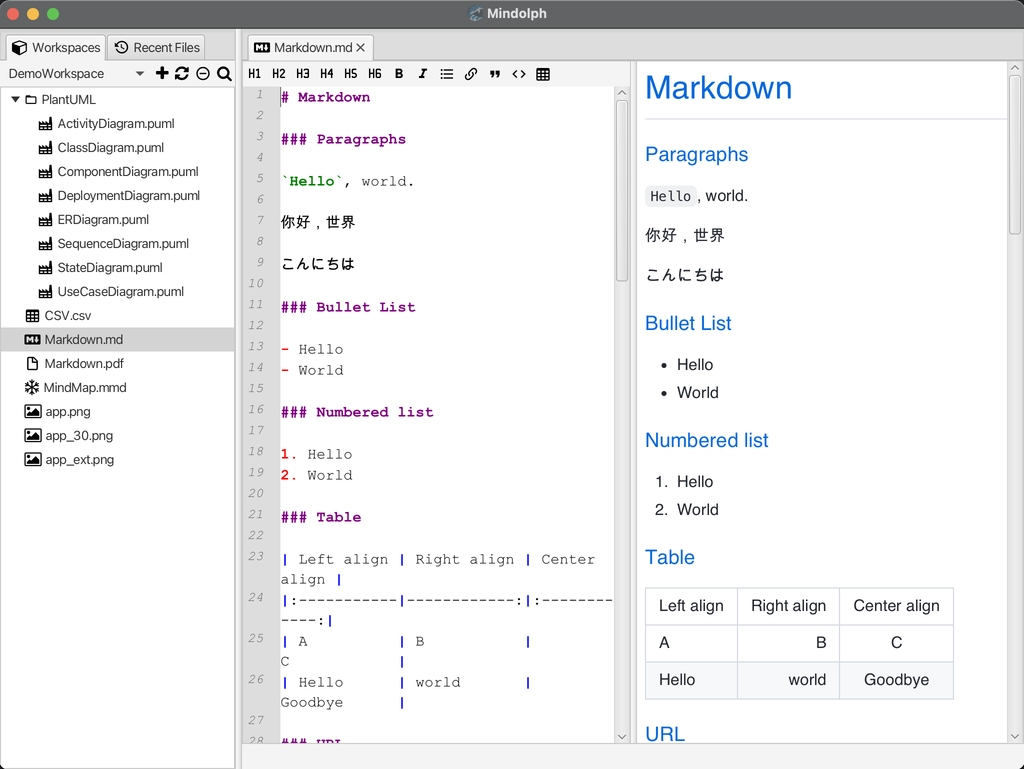 Mindolph
Workspaces
Recent Files
DemoWorkspace
PlantUML
ActivityDiagram.puml
ClassDiagram.puml
ComponentDiagram.puml
DeploymentDiagram.puml
ERDiagram.puml
SequenceDiagram.puml
StateDiagram.puml
UseCaseDiagram.puml
CSV.csv
Markdown.md
Markdown.pdf
MindMap.mmd
app.png
app_30.png
app_ext.png
Markdown.md
H1 H2 H3 H4 H5 H6 B I
1 # Markdown
2
3 ### Paragraphs
4
5 `Hello`, world.
6
7 你好，世界
8
9 こんにちは
10
11 ### Bullet List
12
13 - Hello
14 - World
15
16 ### Numbered list
17
18 1. Hello
19 2. World
20
21 ### Table
22
23 | Left align | Right align | Center
align |
24 |:-----------|------------:|:--------
----:|
25 | A | B |
C |
26 | Hello | world |
Goodbye |
27
28 ### URL
Markdown
Paragraphs
Hello , world.
你好，世界
こんにちは
Bullet List
• Hello
• World
Numbered list
1. Hello
2. World
Table
Left align Right align Center align
A B C
Hello world Goodbye
URL